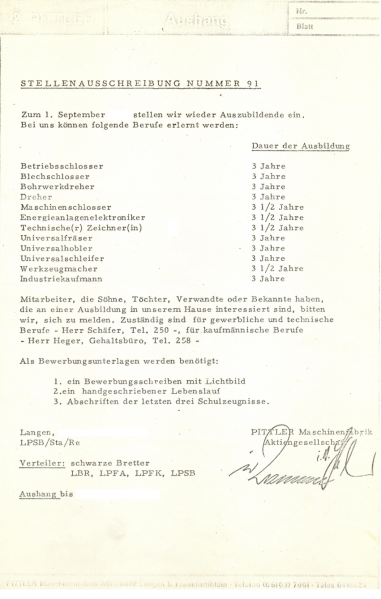 Aushang
Nr.
Blatt
STELLENAUSSCHREIBUNG NUMMER 91
Zum 1. September stellen wir wieder Auszubildende ein.
Bei uns können folgende Berufe erlernt werden:
Dauer der Ausbildung
Betriebsschlosser 3 Jahre
Blechschlosser 3 Jahre
Bohrwerkdreher 3 Jahre
Dreher 3 Jahre
Maschinenschlosser 3 1/2 Jahre
Energieanlagenelektroniker 3 1/2 Jahre
Technische(r) Zeichner(in) 3 1/2 Jahre
Universalfräser 3 Jahre
Universalhobler 3 Jahre
Universalschleifer 3 Jahre
Werkzeugmacher 3 1/2 Jahre
Industriekaufmann 3 Jahre
Mitarbeiter, die Söhne, Töchter, Verwandte oder Bekannte haben,
die an einer Ausbildung in unserem Hause interessiert sind, bitten
wir, sich zu melden. Zuständig sind für gewerbliche und technische
Berufe - Herr Schäfer, Tel. 250 -, für kaufmännische Berufe
- Herr Heger, Gehaltsbüro, Tel. 258 -
Als Bewerbungsunterlagen werden benötigt:
1. ein Bewerbungsschreiben mit Lichtbild
2.ein handgeschriebener Lebenslauf
3. Abschriften der letzten drei Schulzeugnisse.
Langen, PITTLER Maschinenfabrik
LPSB/Sta/Re Aktiengesellschaft
Verteiler: schwarze Bretter
LBR, LPFA, LPFK, LPSB
Aushang bis